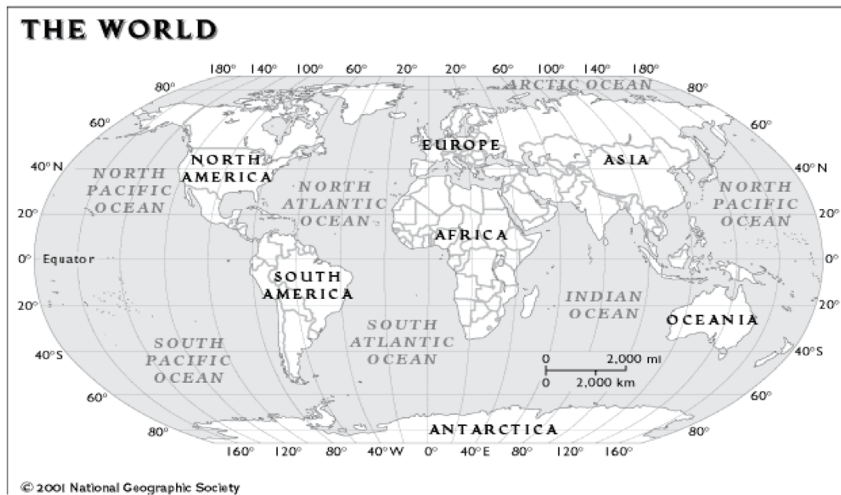 THE WORLD
180° 140° 100° 60° 20° 20° 60° 100° 140° 180°
ARCTIC OCEAN
80° 80°
60° 60°
EUROPE
NORTH
AMERICA
ASIA
40° N 40° N
NORTH
PACIFIC
OCEAN
NORTH
ATLANTIC
OCEAN
NORTH
PACIFIC
OCEAN
20° 20°
AFRICA
0° Equator 0°
SOUTH
AMERICA
INDIAN
OCEAN
20° 20°
OCEANIA
SOUTH
ATLANTIC
OCEAN
SOUTH
PACIFIC
OCEAN
40°S 40°S
0 2,000 mi
0 2,000 km
60° 60°
ANTARCTICA
80° 80°
160° 120° 80° 40°W 0° 40°E 80° 120° 160°
© 2001 National Geographic Society